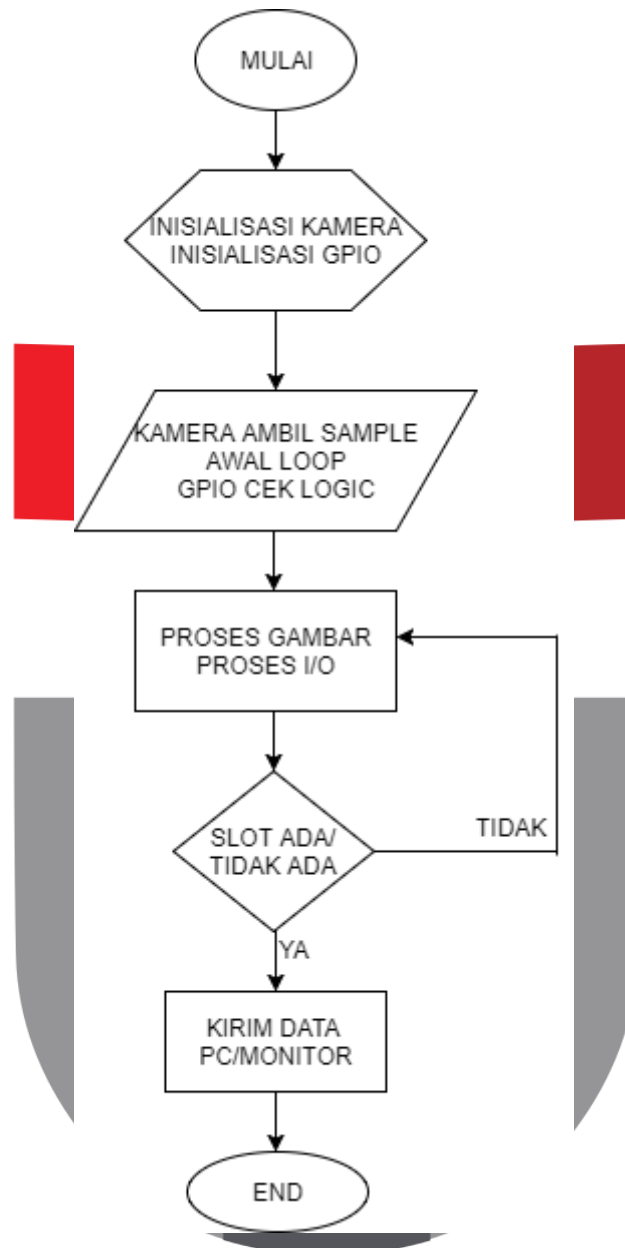 MULAI
INISIALISASI KAMERA
INISIALISASI GPIO
KAMERA AMBIL SAMPLE
AWAL LOOP
GPIO CEK LOGIC
PROSES GAMBAR
PROSES I/O
SLOT ADA/
TIDAK ADA
TIDAK
YA
KIRIM DATA
PC/MONITOR
END